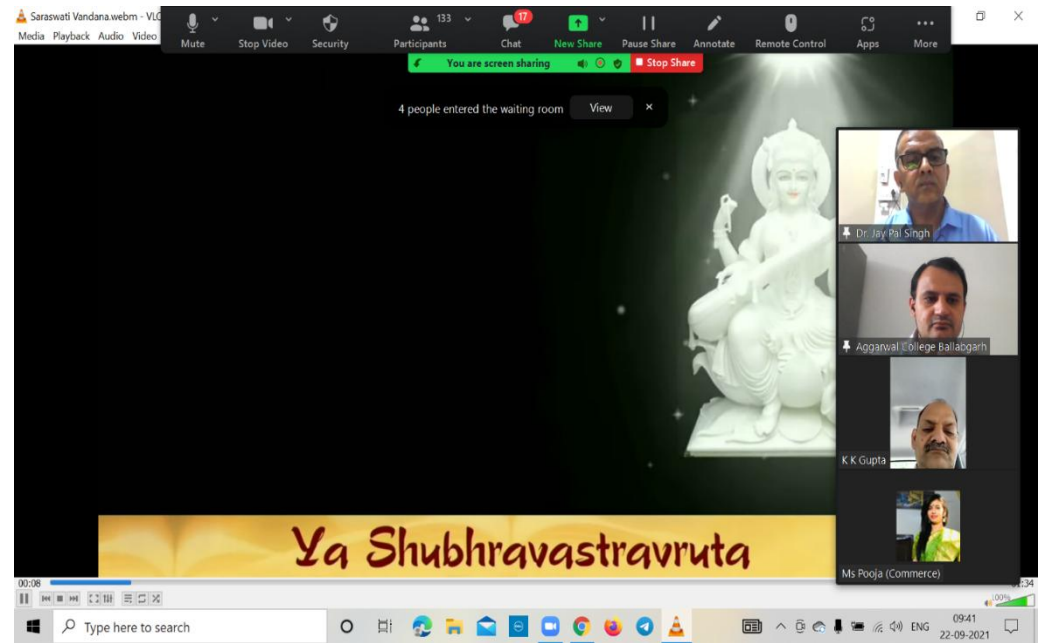 Saraswati Vandana.webm - VLC
Media Playback Audio Video
Mute
Stop Video
Security
133
Participants
17
Chat
New Share
Pause Share
Annotate
Remote Control
Apps
More
You are screen sharing
Stop Share
4 people entered the waiting room View
Dr. Jay Pal Singh
Aggarwal College Ballabgarh
K K Gupta
Ms Pooja (Commerce)
Ya Shubhravastravruta
00:08
100%
Type here to search
ENG
09:41
22-09-2021